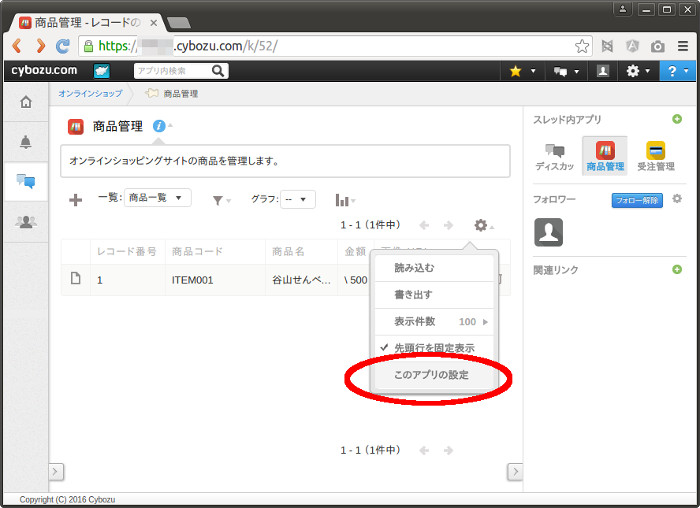 商品管理 - レコードの
https://
.cybozu.com/k/52/
cybozu.com
アプリ内検索
オンラインショップ
商品管理
商品管理
オンラインショッピングサイトの商品を管理します。
一覧: 商品一覧
グラフ: --
1 - 1 (1件中)
レコード番号 商品コード 商品名 金額
1 ITEM001 谷山せんべ... \ 500
読み込む
書き出す
表示件数 100
先頭行を固定表示
このアプリの設定
1 - 1 (1件中)
スレッド内アプリ
ディスカッ 商品管理 受注管理
フォロワー フォロー解除
関連リンク
Copyright (C) 2016 Cybozu